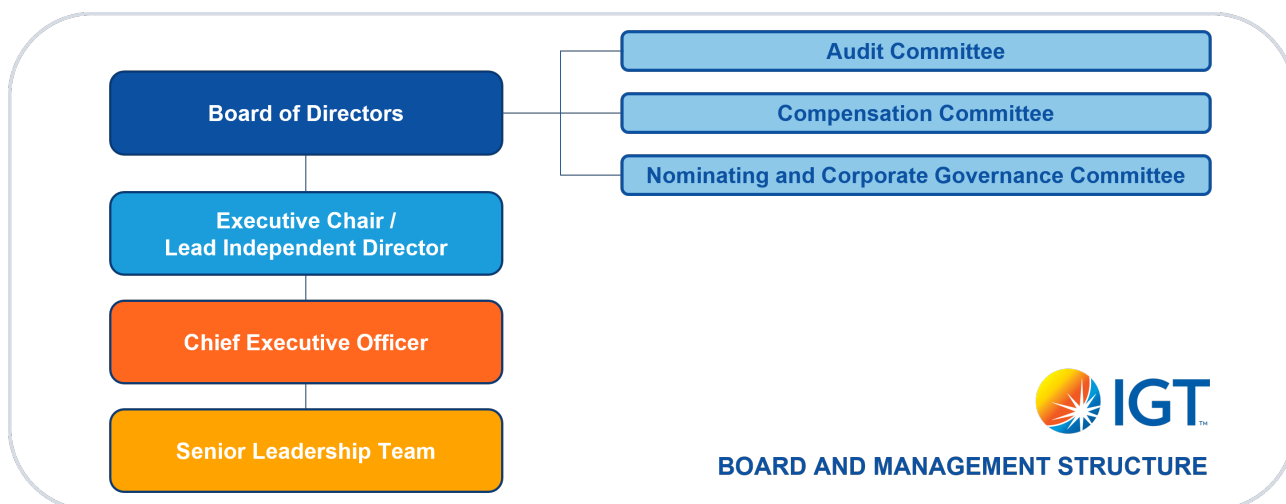 Board of Directors
Audit Committee
Compensation Committee
Nominating and Corporate Governance Committee
Executive Chair /
Lead Independent Director
Chief Executive Officer
Senior Leadership Team
IGT™
BOARD AND MANAGEMENT STRUCTURE